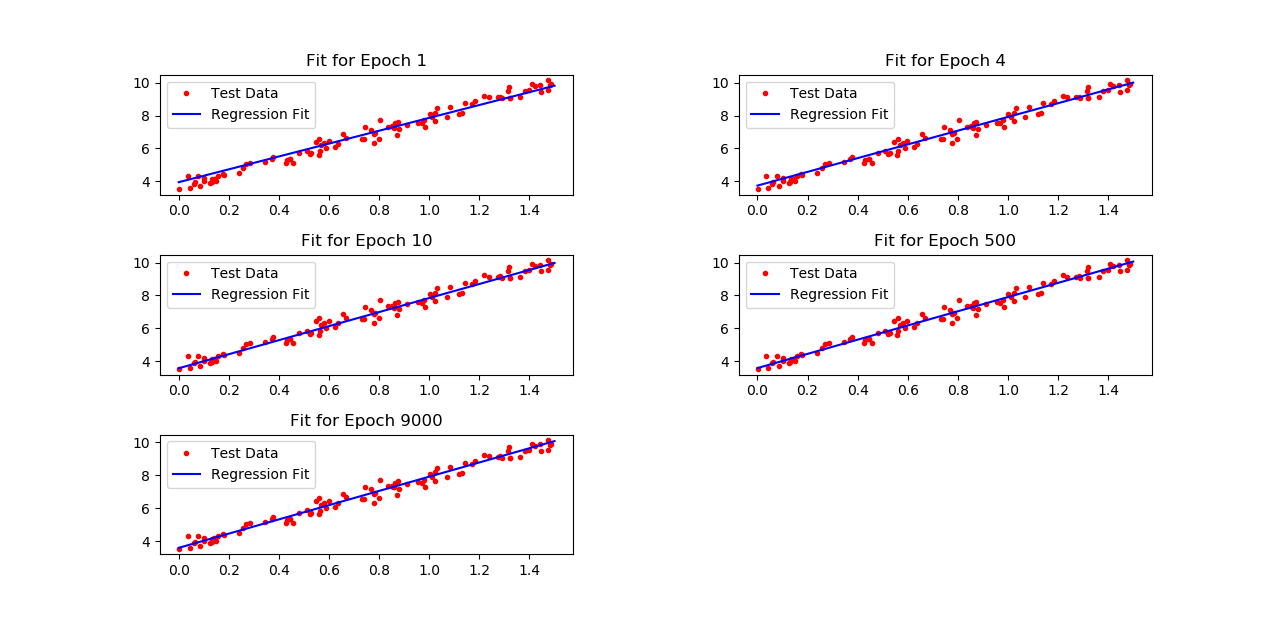 Fit for Epoch 1
10
8
6
4
Test Data
Regression Fit
0.0 0.2 0.4 0.6 0.8 1.0 1.2 1.4
Fit for Epoch 4
10
8
6
4
Test Data
Regression Fit
0.0 0.2 0.4 0.6 0.8 1.0 1.2 1.4
Fit for Epoch 10
10
8
6
4
Test Data
Regression Fit
0.0 0.2 0.4 0.6 0.8 1.0 1.2 1.4
Fit for Epoch 500
10
8
6
4
Test Data
Regression Fit
0.0 0.2 0.4 0.6 0.8 1.0 1.2 1.4
Fit for Epoch 9000
10
8
6
4
Test Data
Regression Fit
0.0 0.2 0.4 0.6 0.8 1.0 1.2 1.4